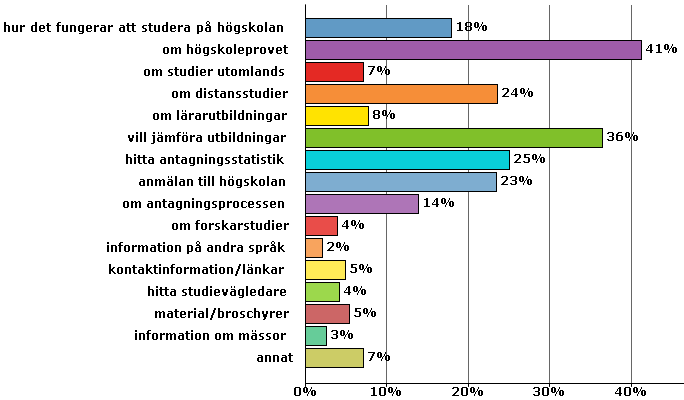 hur det fungerar att studera på högskolan 18%
om högskoleprovet 41%
om studier utomlands 7%
om distansstudier 24%
om lärarutbildningar 8%
vill jämföra utbildningar 36%
hitta antagningsstatistik 25%
anmälan till högskolan 23%
om antagningsprocessen 14%
om forskarstudier 4%
information på andra språk 2%
kontaktinformation/länkar 5%
hitta studievägledare 4%
material/broschyrer 5%
information om mässor 3%
annat 7%
0% 10% 20% 30% 40%